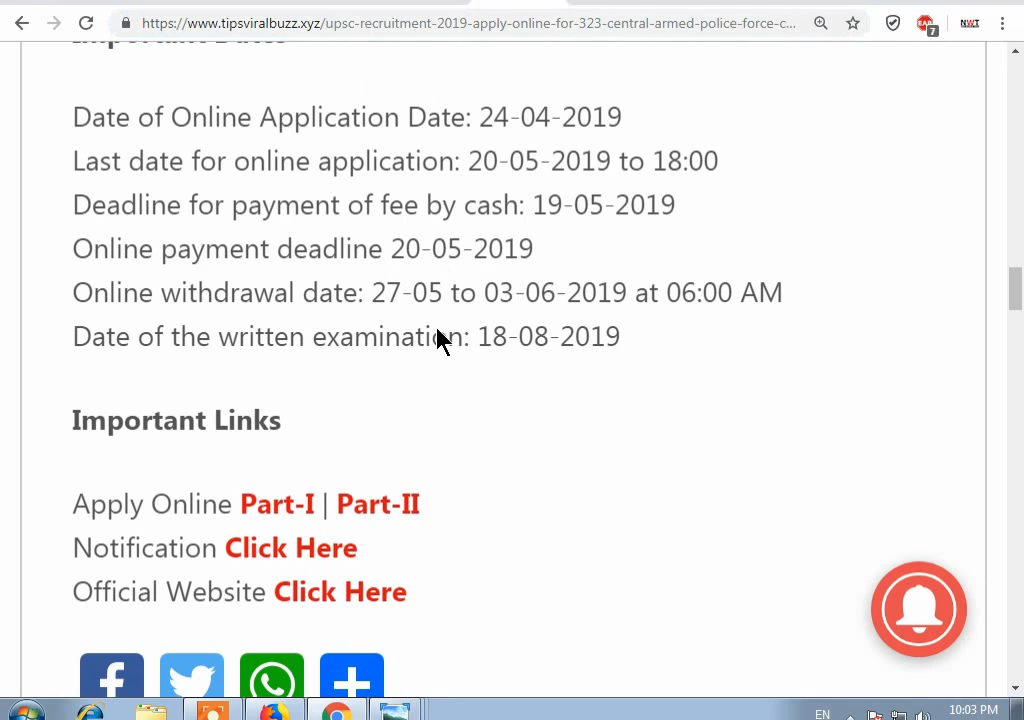 https://www.tipsviralbuzz.xyz/upsc-recruitment-2019-apply-online-for-323-central-armed-police-force-c...
7
NWT
Important Dates
Date of Online Application Date: 24-04-2019
Last date for online application: 20-05-2019 to 18:00
Deadline for payment of fee by cash: 19-05-2019
Online payment deadline 20-05-2019
Online withdrawal date: 27-05 to 03-06-2019 at 06:00 AM
Date of the written examination: 18-08-2019
Important Links
Apply Online Part-I | Part-II
Notification Click Here
Official Website Click Here
EN
10:03 PM